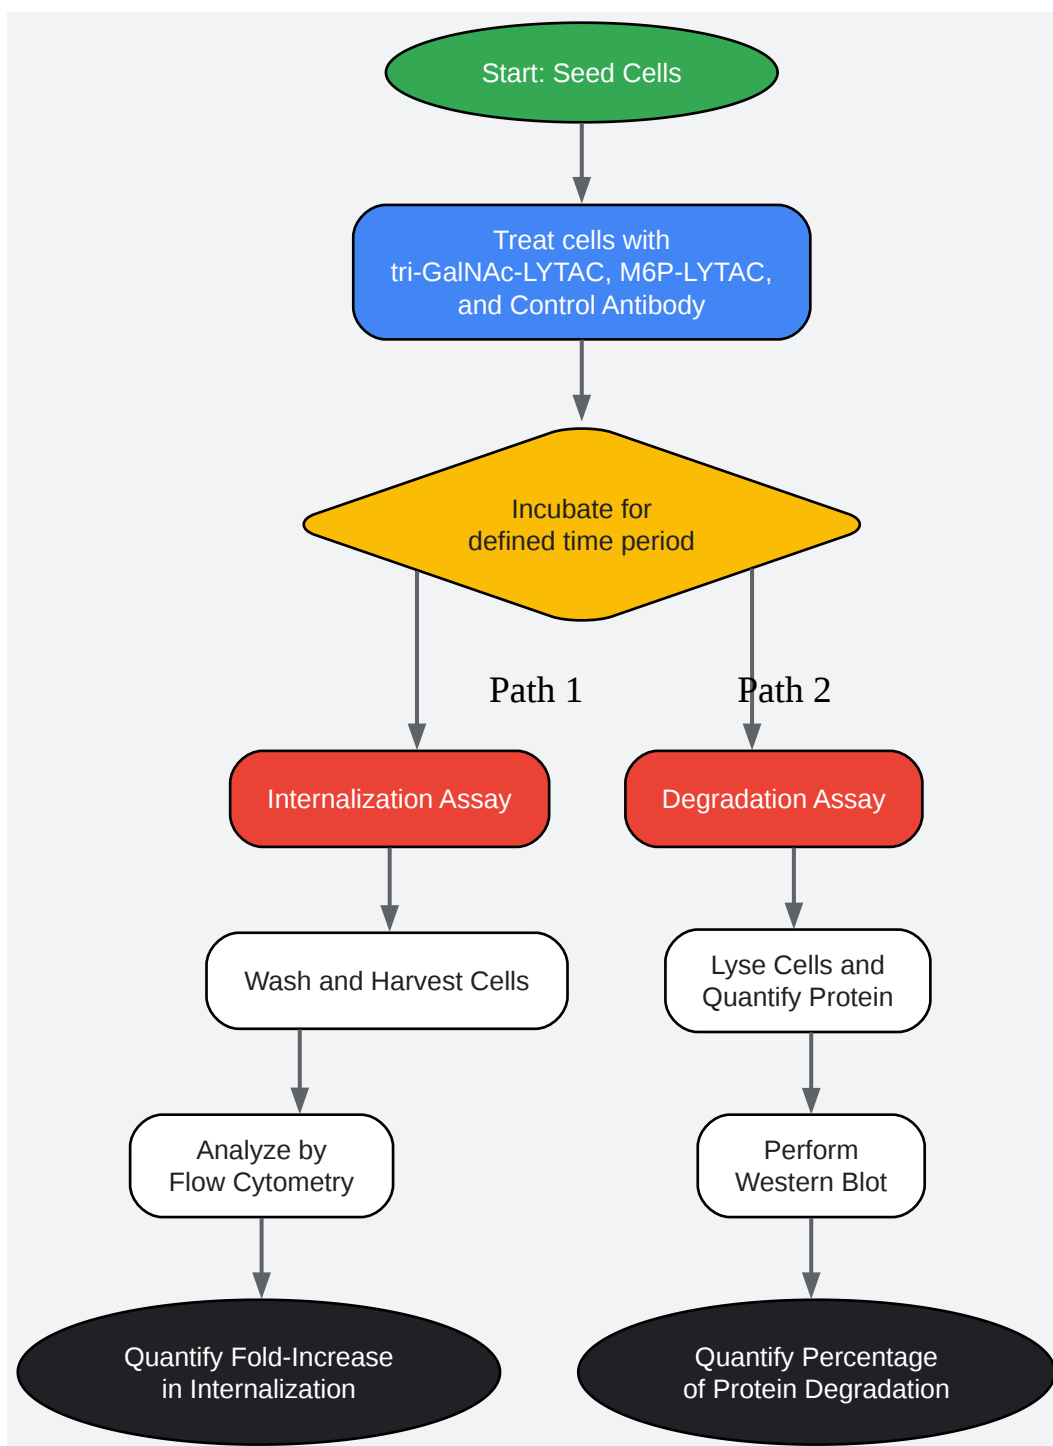 Start: Seed Cells
Treat cells with
tri-GalNAc-LYTAC, M6P-LYTAC,
and Control Antibody
Incubate for
defined time period
Path 1
Path 2
Internalization Assay
Degradation Assay
Wash and Harvest Cells
Lyse Cells and
Quantify Protein
Analyze by
Flow Cytometry
Perform
Western Blot
Quantify Fold-Increase
in Internalization
Quantify Percentage
of Protein Degradation